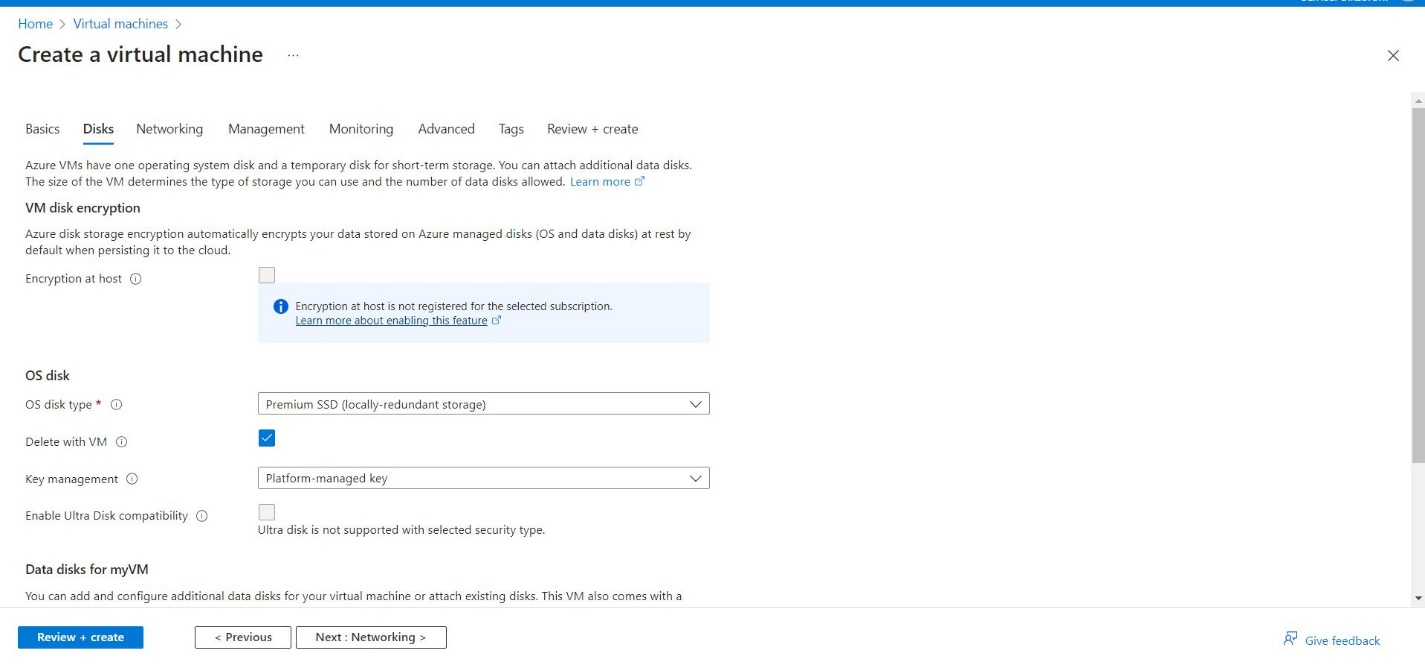 Home > Virtual machines >
Create a virtual machine ...
Basics Disks Networking Management Monitoring Advanced Tags Review + create
Azure VMs have one operating system disk and a temporary disk for short-term storage. You can attach additional data disks.
The size of the VM determines the type of storage you can use and the number of data disks allowed. Learn more
VM disk encryption
Azure disk storage encryption automatically encrypts your data stored on Azure managed disks (OS and data disks) at rest by
default when persisting it to the cloud.
Encryption at host
Encryption at host is not registered for the selected subscription.
Learn more about enabling this feature
OS disk
OS disk type * Premium SSD (locally-redundant storage)
Delete with VM
Key management Platform-managed key
Enable Ultra Disk compatibility
Ultra disk is not supported with selected security type.
Data disks for myVM
You can add and configure additional data disks for your virtual machine or attach existing disks. This VM also comes with a
Review + create < Previous Next : Networking > Give feedback